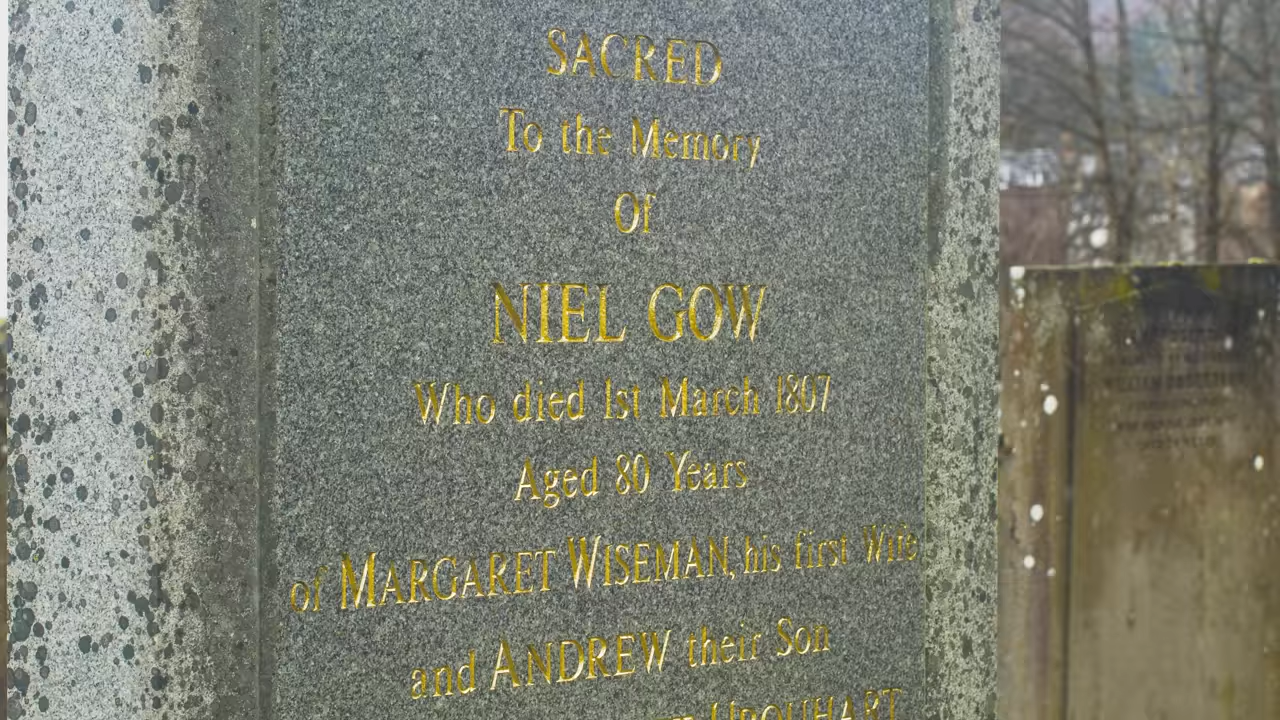 SACRED
To the Memory
Of
NIEL GOW
Who died 1st March 1807
Aged 80 Years
of MARGARET WISEMAN, his first Wife
and ANDREW their Son
URQUHART